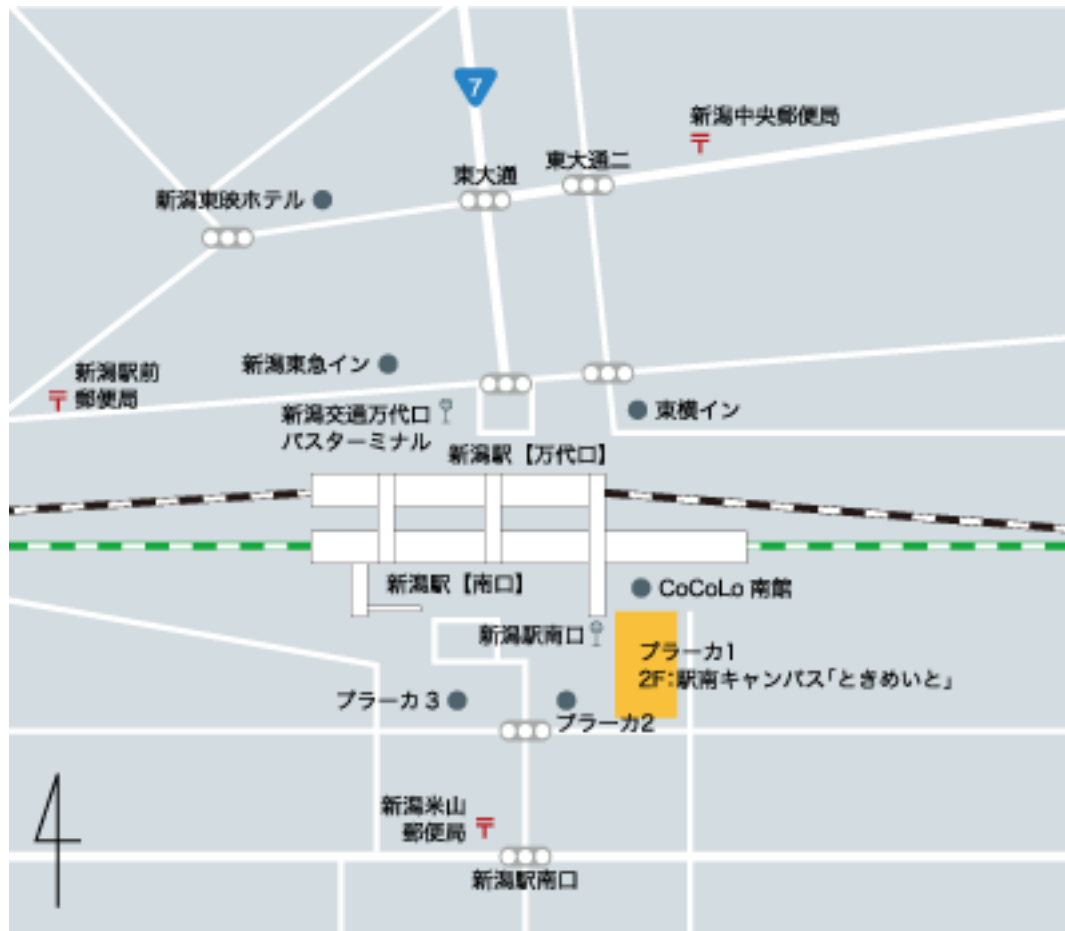 7
新潟中央郵便局
東大通二
東大通
新潟東映ホテル
新潟東急イン
新潟駅前
郵便局
新潟交通万代口
バスターミナル
東横イン
新潟駅【万代口】
新潟駅【南口】
CoCoLo 南館
新潟駅南口
プラーカ1
2F:駅南キャンパス「ときめいと」
プラーカ3
プラーカ2
新潟米山
郵便局
新潟駅南口